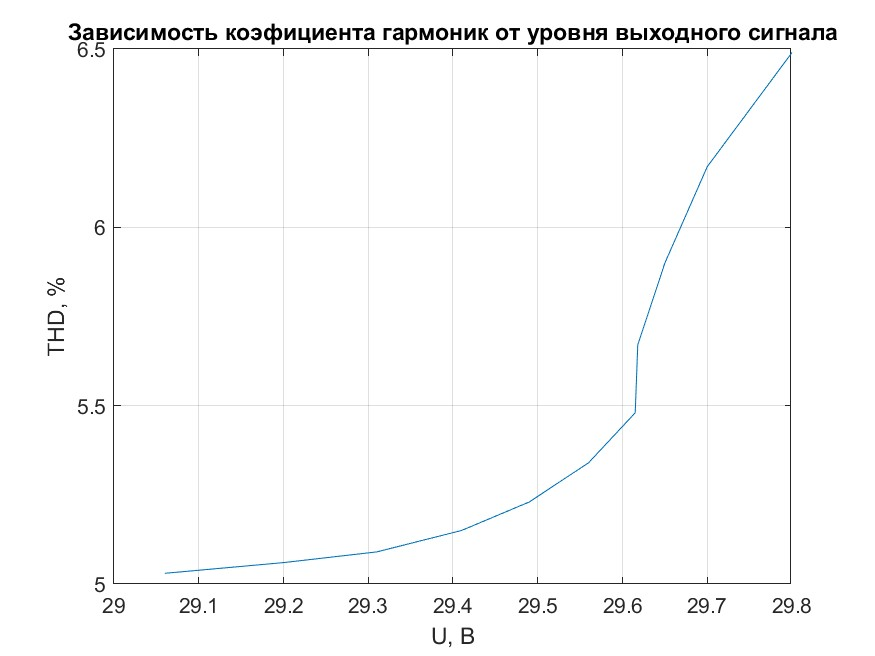 Зависимость коэфициента гармоник от уровня выходного сигнала
6.5
6
5.5
5
THD, %
29 29.1 29.2 29.3 29.4 29.5 29.6 29.7 29.8
U, В